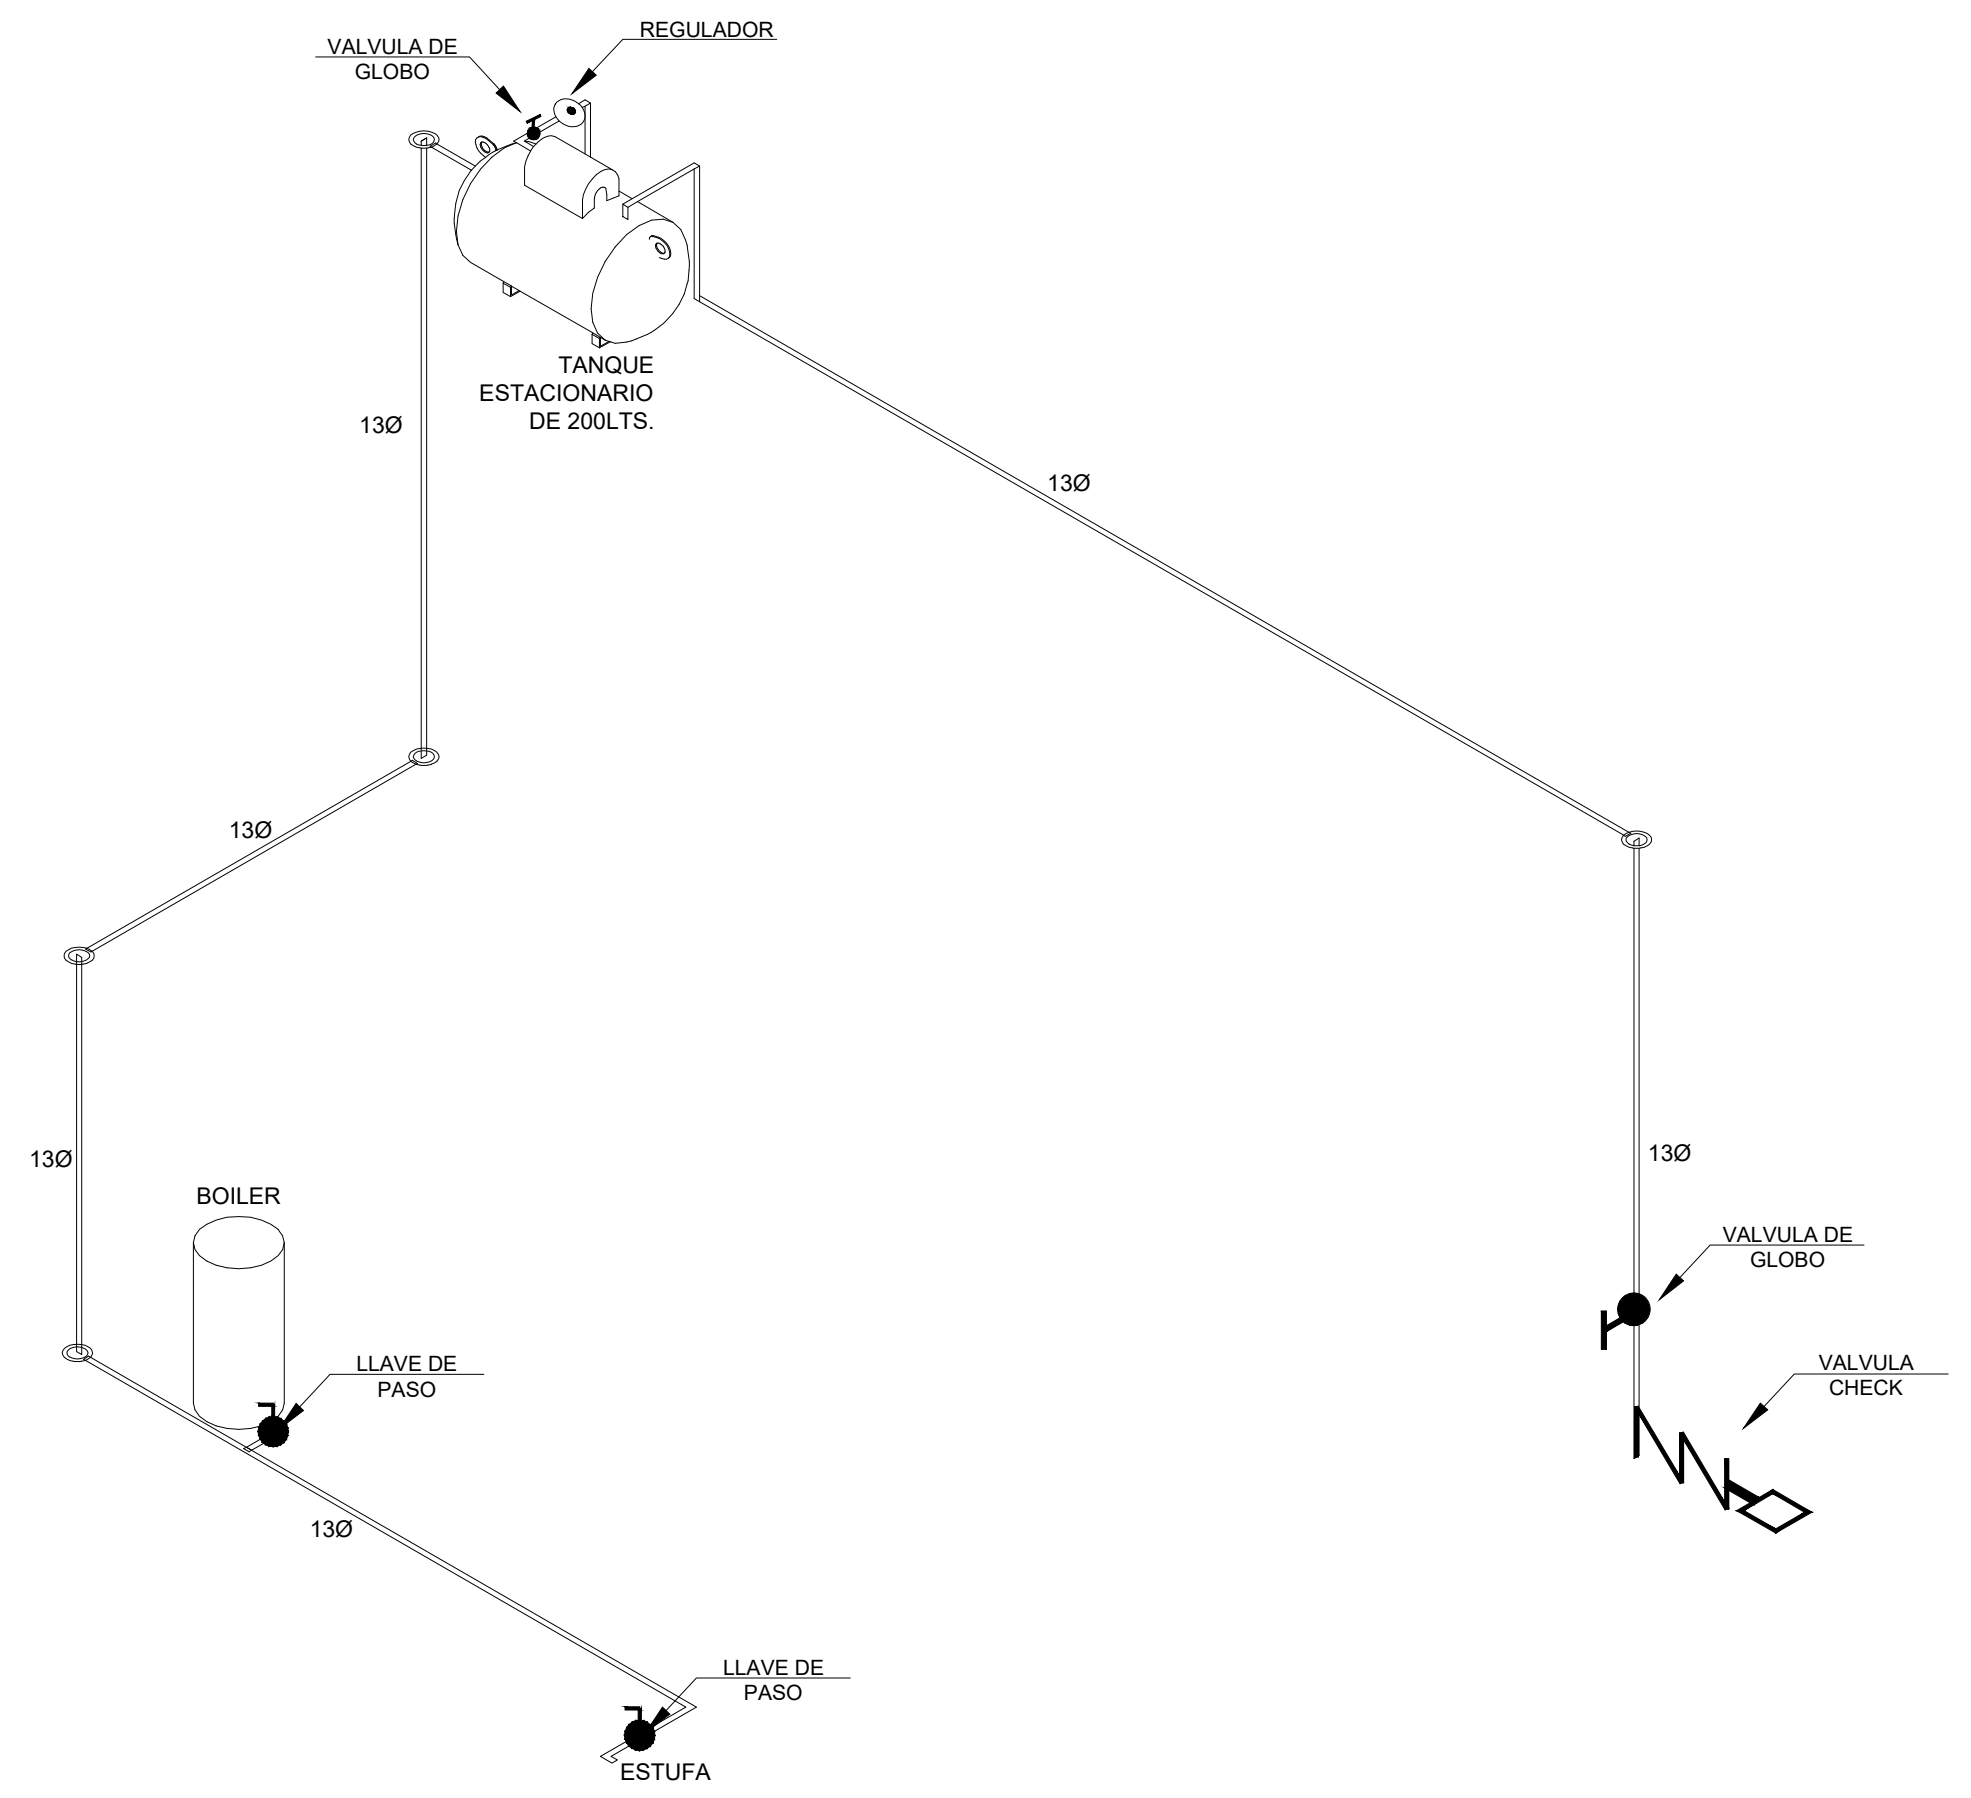 REGULADOR
VALVULA DE
GLOBO
TANQUE
ESTACIONARIO
DE 200LTS.
13Ø
13Ø
13Ø
13Ø
13Ø
BOILER
VALVULA DE
GLOBO
LLAVE DE
PASO
VALVULA
CHECK
13Ø
LLAVE DE
PASO
ESTUFA